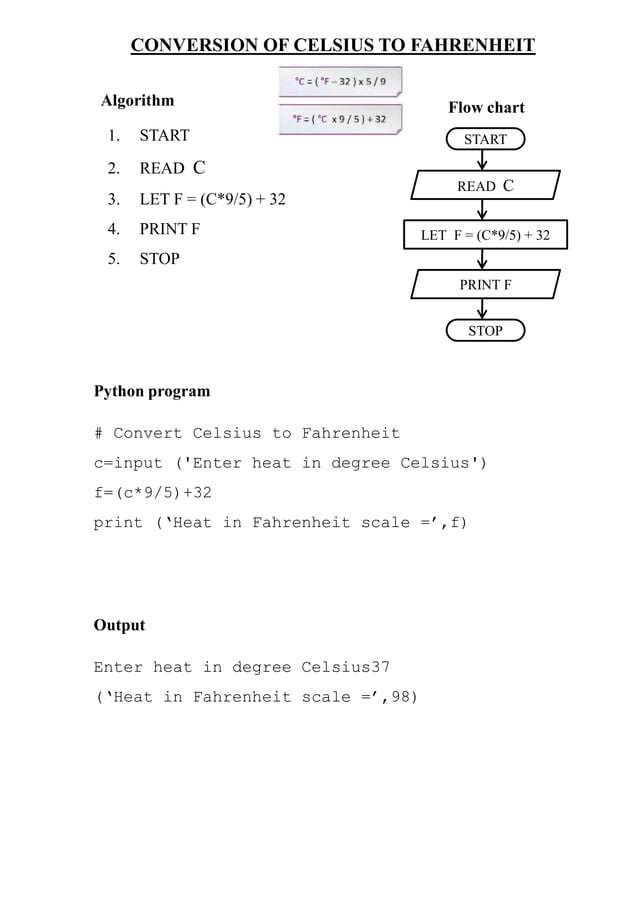 CONVERSION OF CELSIUS TO FAHRENHEIT
°C = ( °F – 32 ) x 5 / 9
°F = ( °C x 9 / 5 ) + 32
Algorithm
1. START
2. READ C
3. LET F = (C*9/5) + 32
4. PRINT F
5. STOP
Flow chart
START
READ C
LET F = (C*9/5) + 32
PRINT F
STOP
Python program
# Convert Celsius to Fahrenheit
c=input ('Enter heat in degree Celsius')
f=(c*9/5)+32
print (‘Heat in Fahrenheit scale =’,f)
Output
Enter heat in degree Celsius37
(‘Heat in Fahrenheit scale =’,98)